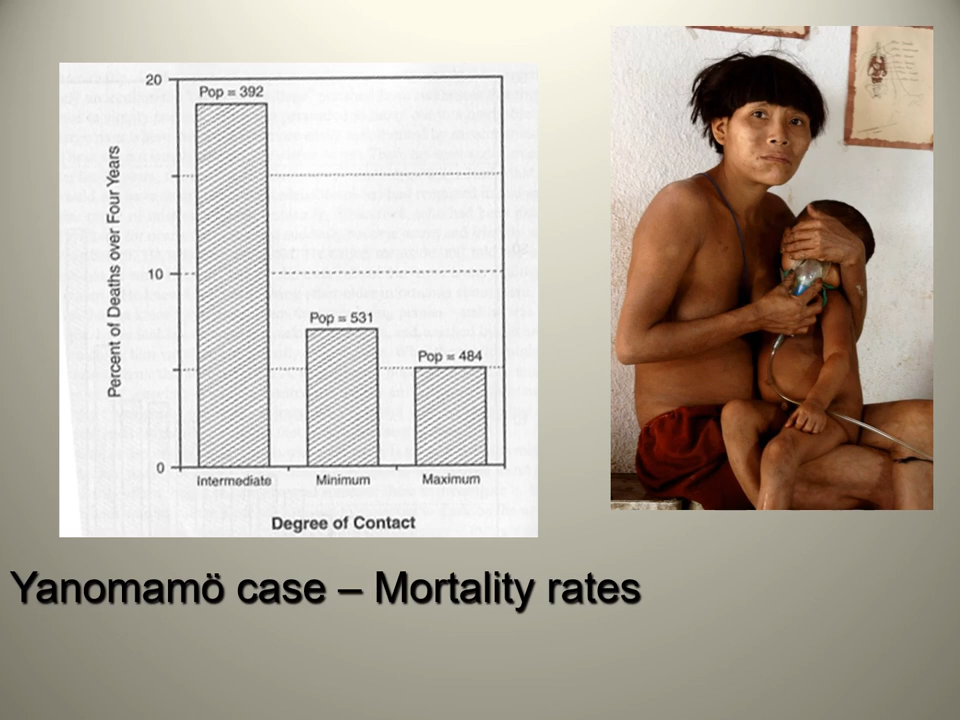 20
Pop = 392
Percent of Deaths over Four Years
10
Pop = 531
Pop = 484
0
Intermediate
Minimum
Maximum
Degree of Contact
Yanomamö case – Mortality rates